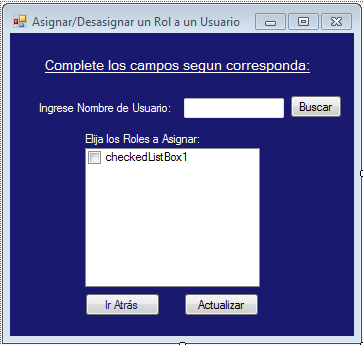 Asignar/Desasignar un Rol a un Usuario
Complete los campos segun corresponda:
Ingrese Nombre de Usuario:
Buscar
Elija los Roles a Asignar:
checkedListBox1
Ir Atrás
Actualizar